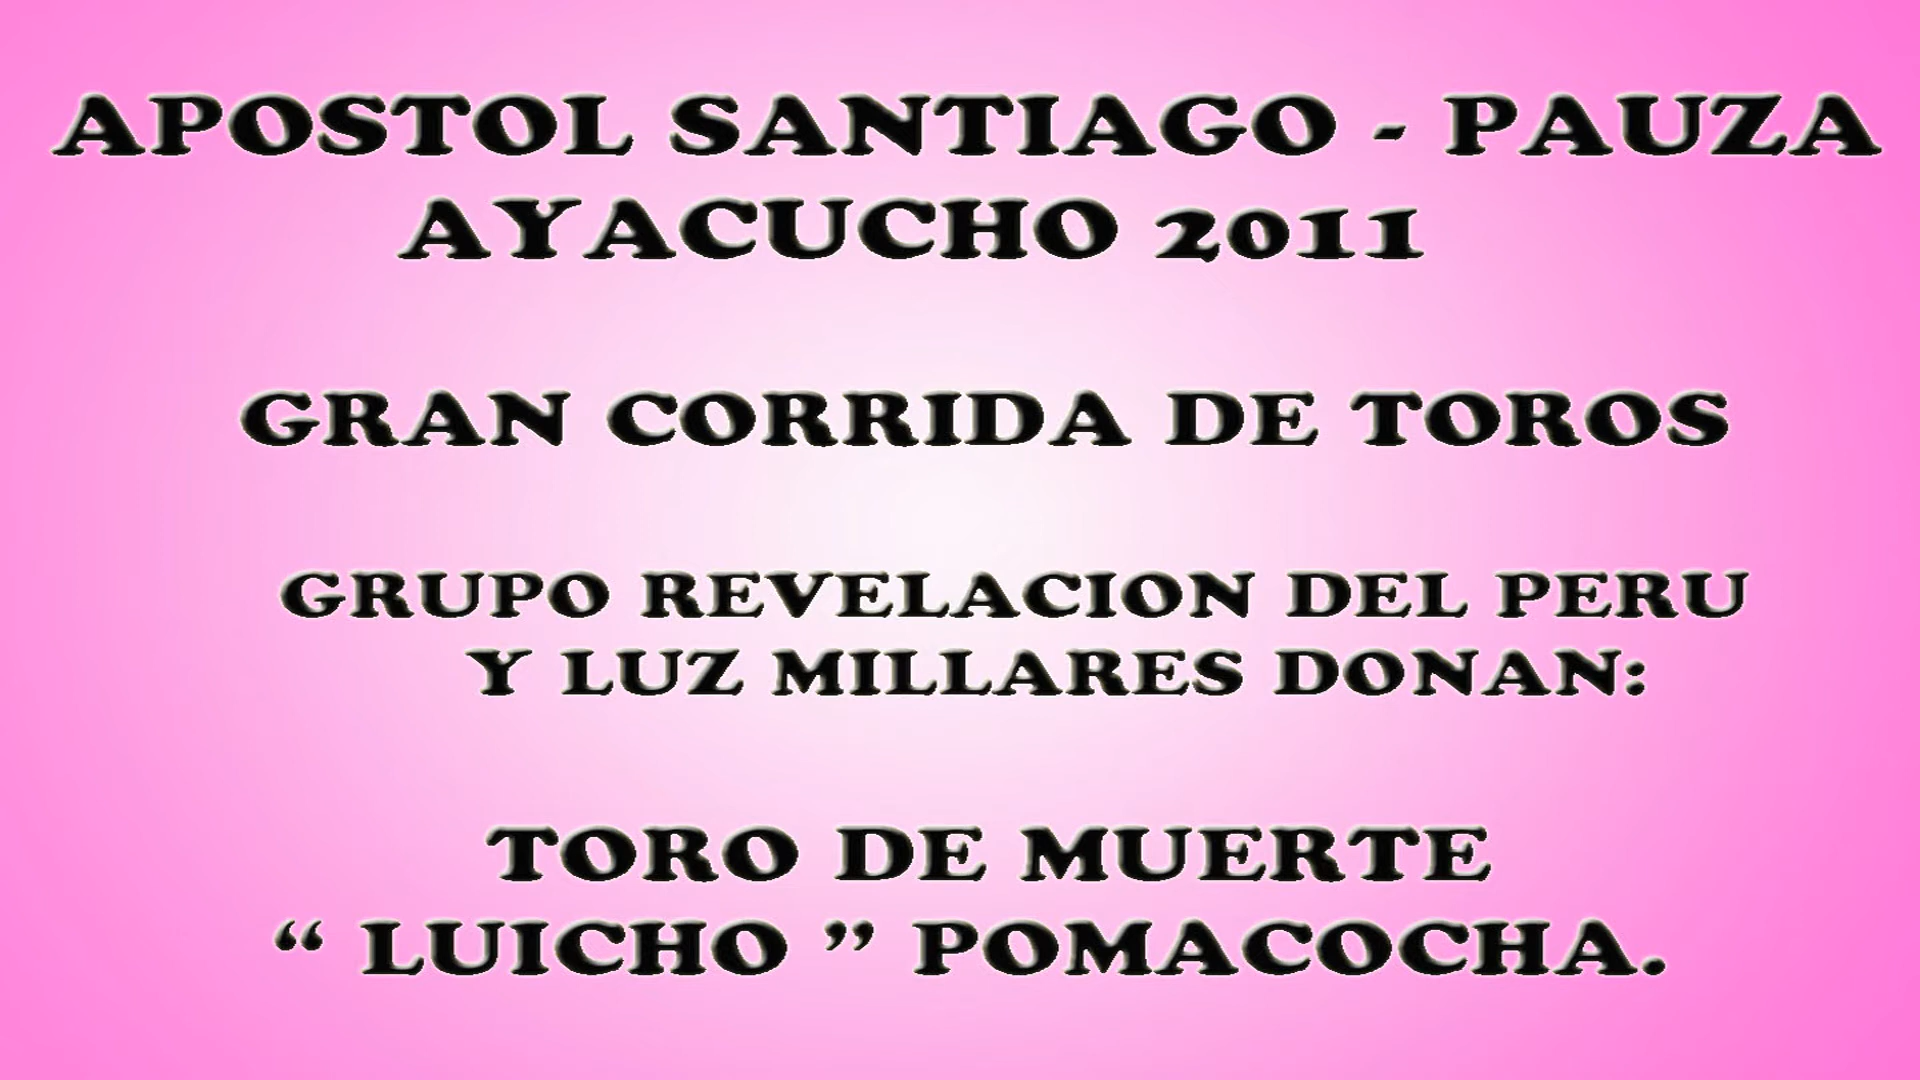 APOSTOL SANTIAGO - PAUZA
AYACUCHO 2011
GRAN CORRIDA DE TOROS
GRUPO REVELACION DEL PERU
Y LUZ MILLARES DONAN:
TORO DE MUERTE
“ LUICHO ” POMACOCHA.